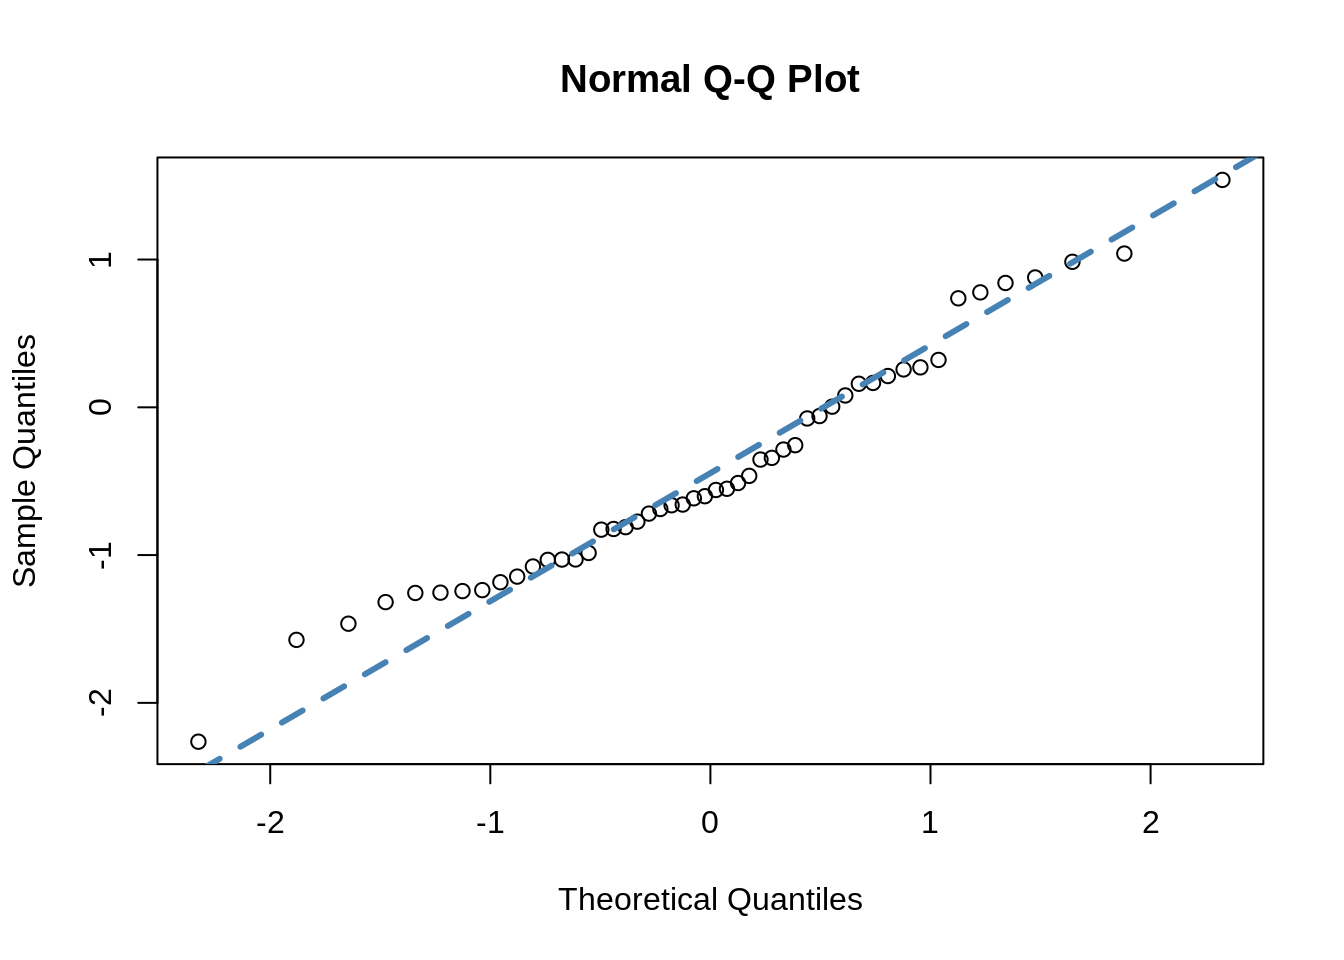 Normal Q-Q Plot
Sample Quantiles
1
0
-1
-2
-2 -1 0 1 2
Theoretical Quantiles